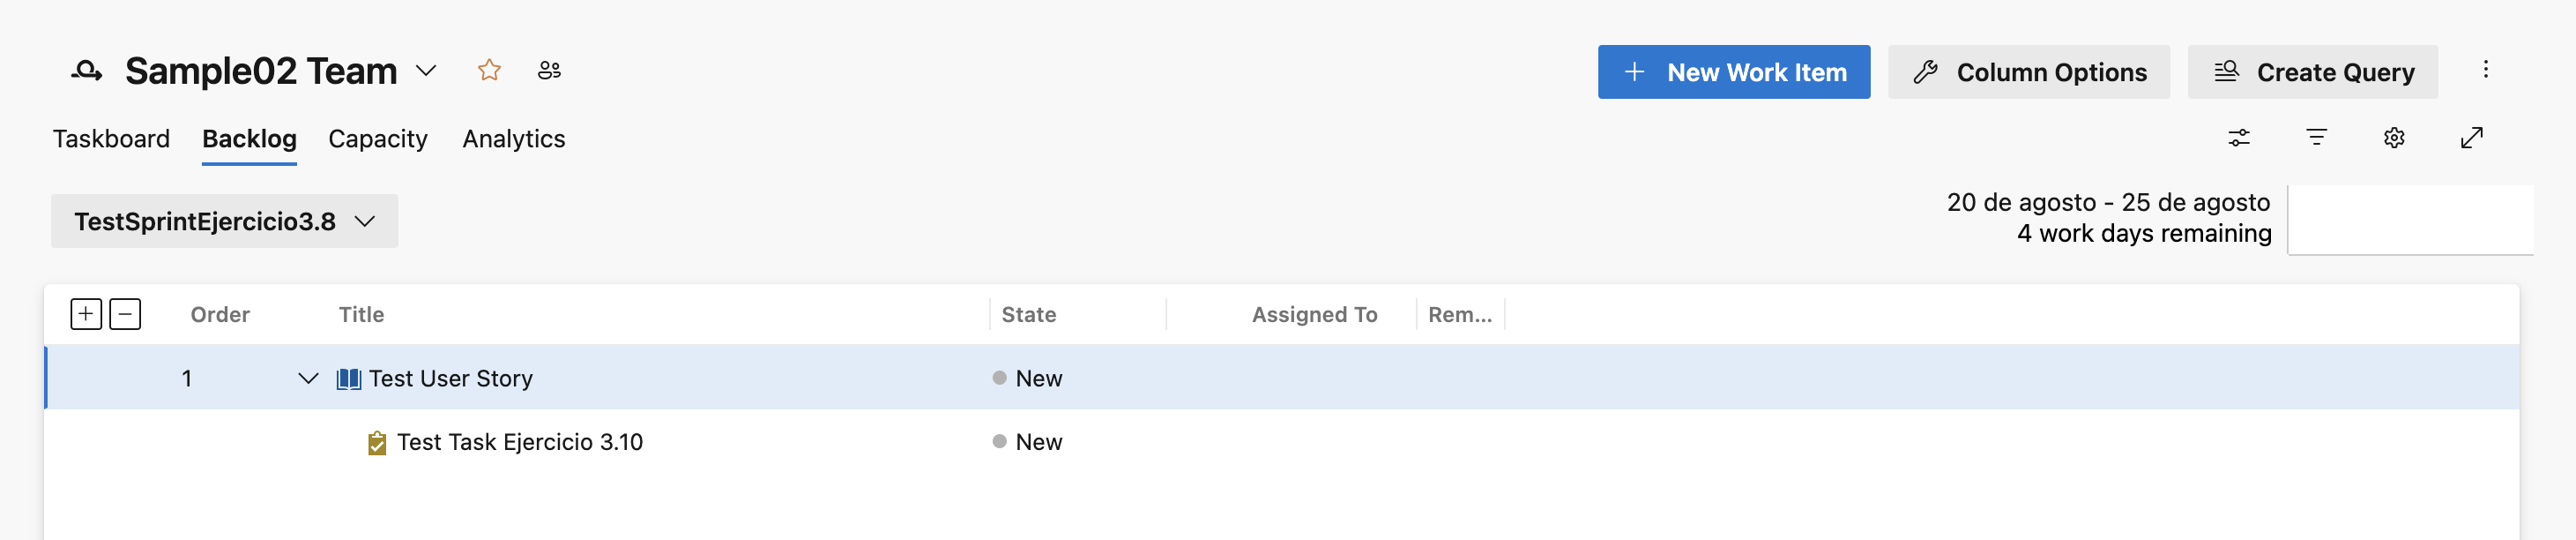 Sample02 Team
New Work Item
Column Options
Create Query
Taskboard
Backlog
Capacity
Analytics
TestSprintEjercicio3.8
20 de agosto - 25 de agosto
4 work days remaining
Order
Title
State
Assigned To
Rem...
1
Test User Story
New
Test Task Ejercicio 3.10
New